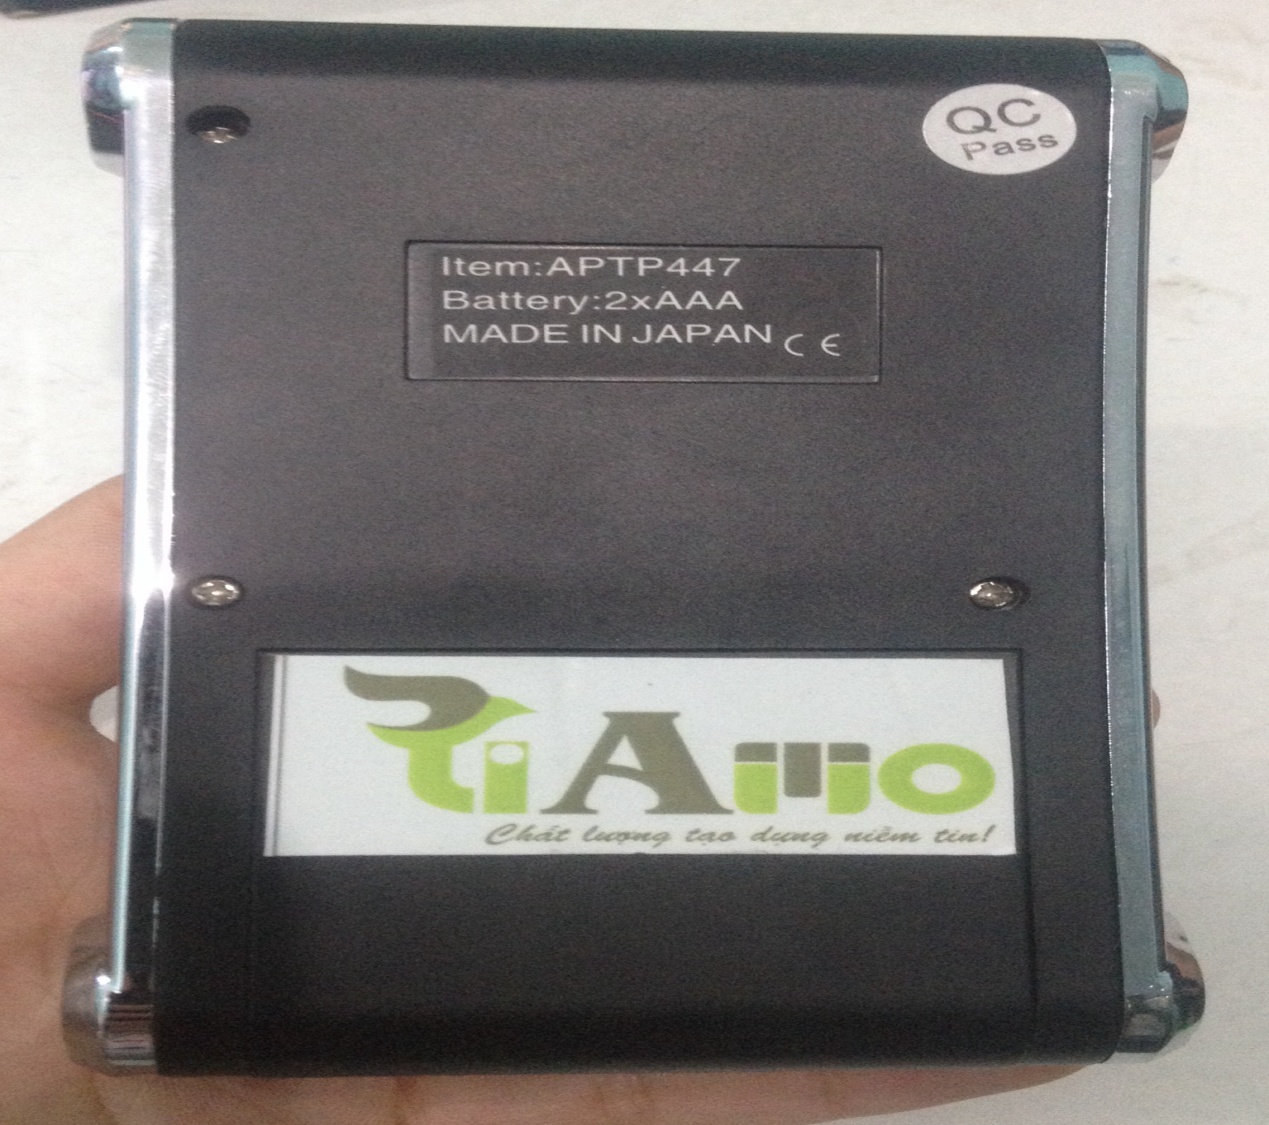 QC
Pass
Item:APTP447
Battery:2xAAA
MADE IN JAPAN CE
TiAmo
Chất lượng tạo dựng niềm tin!